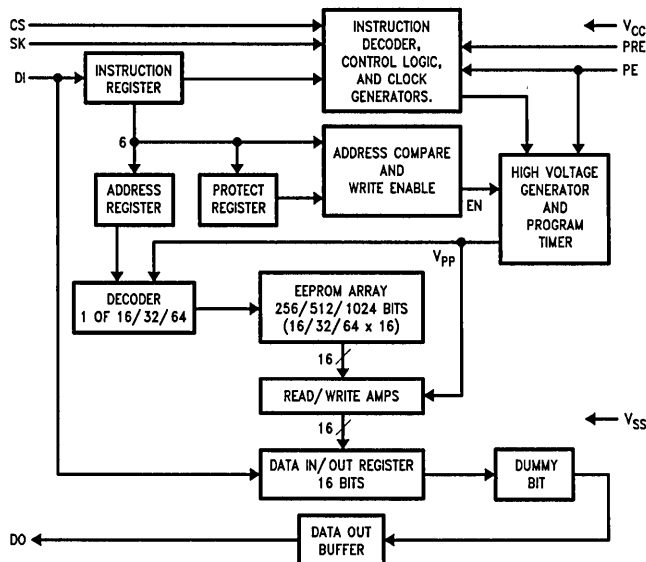 CS
SK
DI
INSTRUCTION
DECODER,
CONTROL LOGIC,
AND CLOCK
GENERATORS.
VCC
PRE
PE
INSTRUCTION
REGISTER
6
ADDRESS
REGISTER
PROTECT
REGISTER
ADDRESS COMPARE
AND
WRITE ENABLE
EN
HIGH VOLTAGE
GENERATOR
AND
PROGRAM
TIMER
VPP
DECODER
1 OF 16/32/64
EEPROM ARRAY
256/512/1024 BITS
(16/32/64 x 16)
16
READ/WRITE AMPS
16
VSS
DATA IN/OUT REGISTER
16 BITS
DUMMY
BIT
DO
DATA OUT
BUFFER